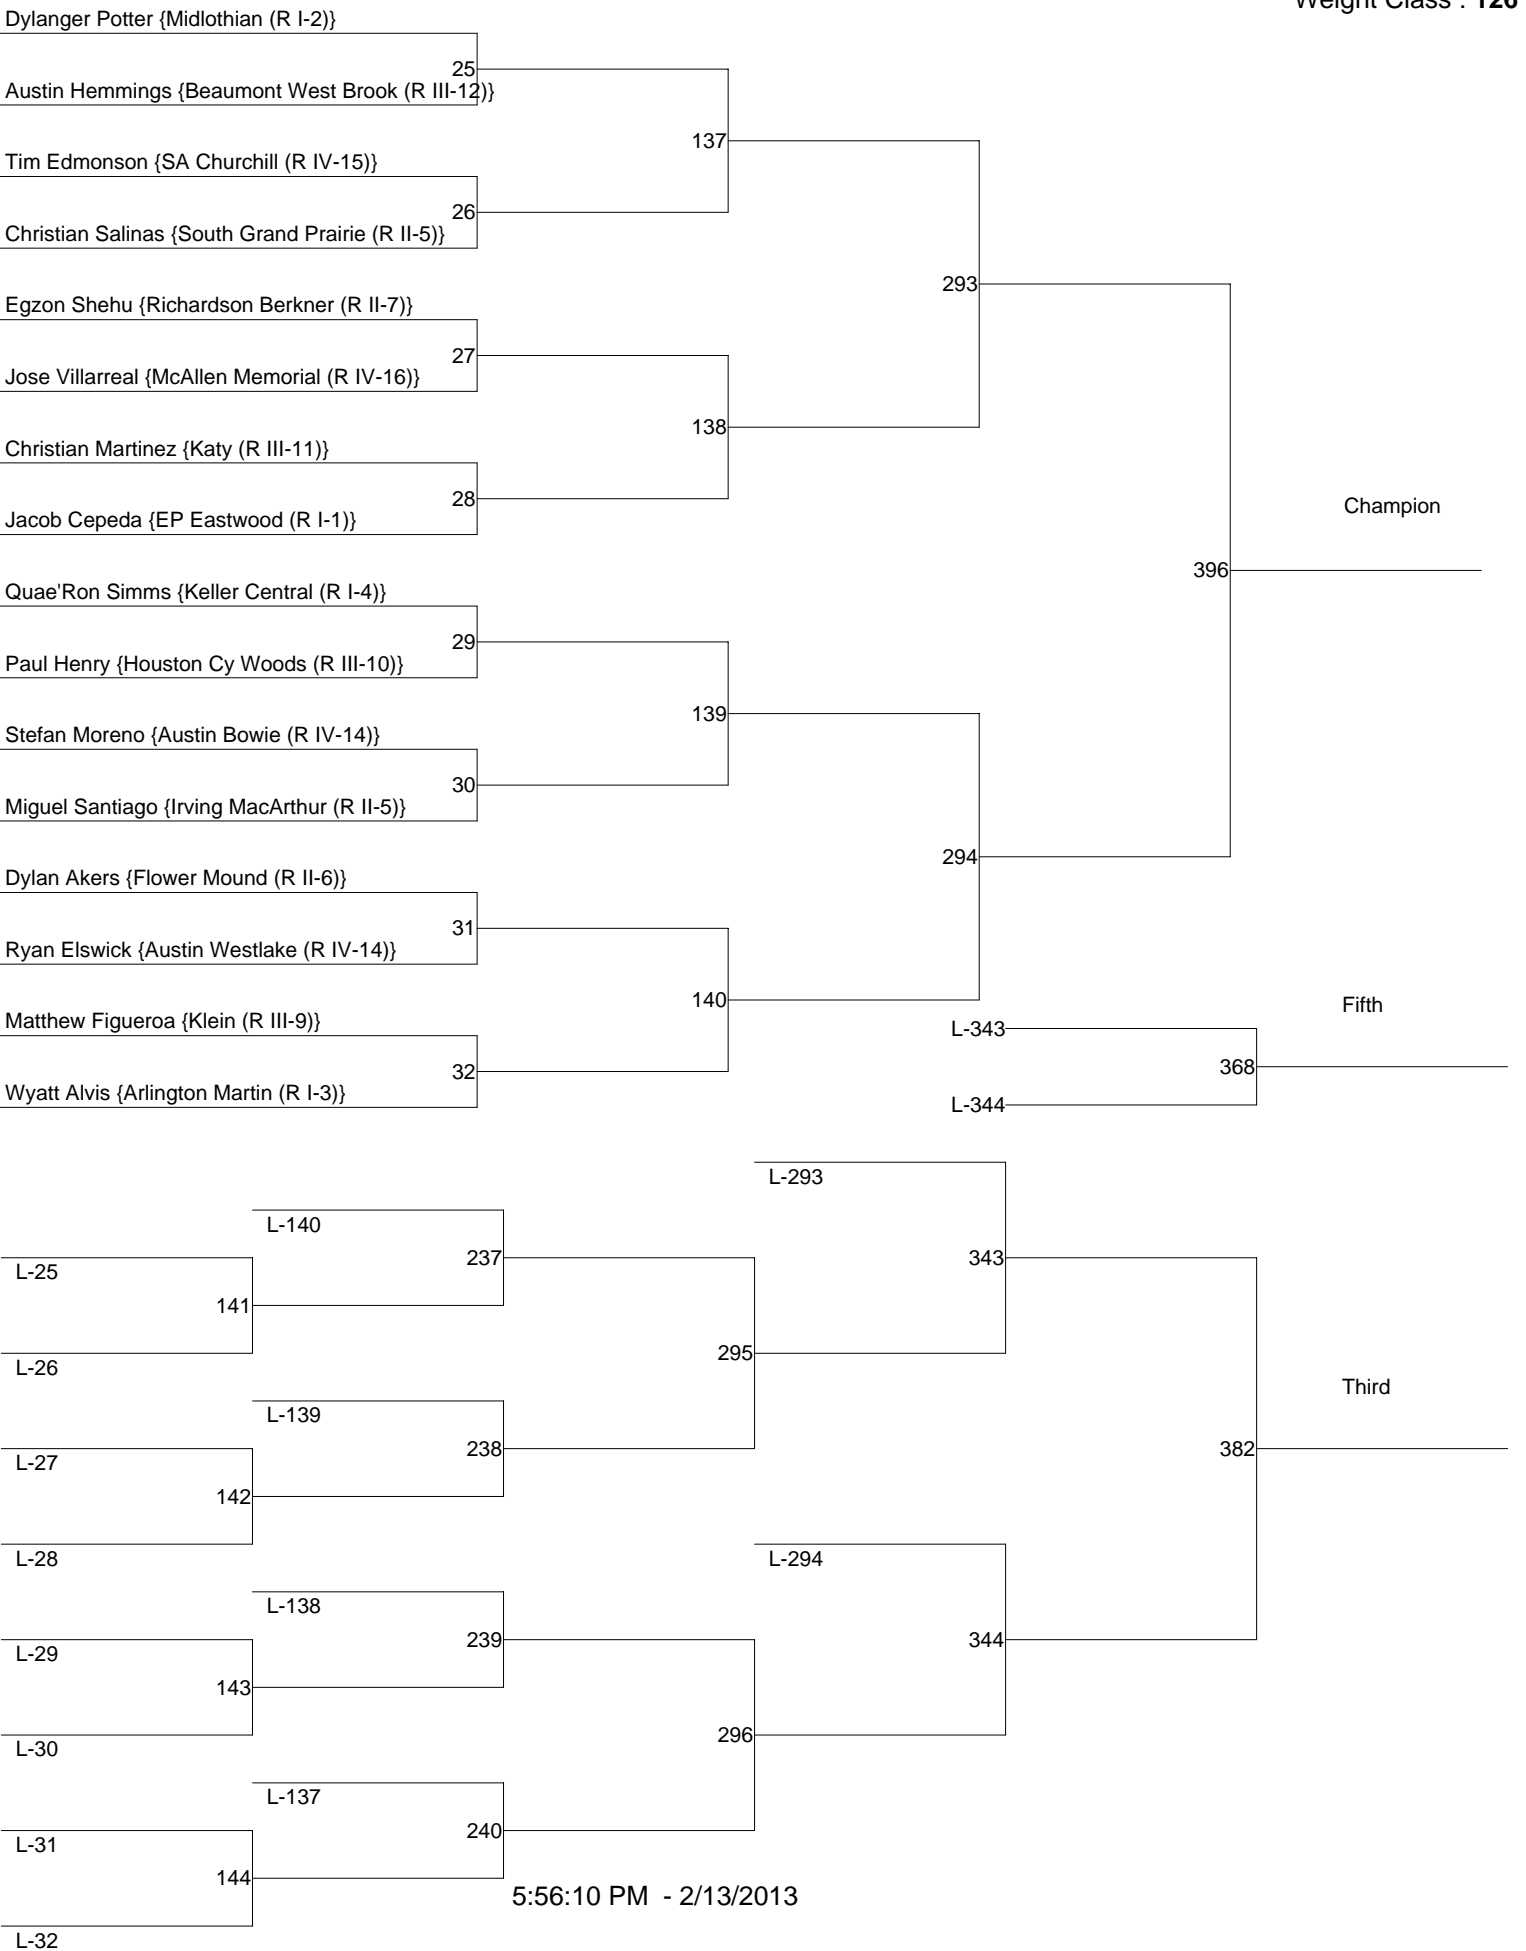 Weight Class : 126
Dylanger Potter {Midlothian (R I-2)}
25
Austin Hemmings {Beaumont West Brook (R III-12)}
137
Tim Edmonson {SA Churchill (R IV-15)}
26
Christian Salinas {South Grand Prairie (R II-5)}
293
Egzon Shehu {Richardson Berkner (R II-7)}
27
Jose Villarreal {McAllen Memorial (R IV-16)}
138
Christian Martinez {Katy (R III-11)}
28
Champion
Jacob Cepeda {EP Eastwood (R I-1)}
396
Quae'Ron Simms {Keller Central (R I-4)}
29
Paul Henry {Houston Cy Woods (R III-10)}
139
Stefan Moreno {Austin Bowie (R IV-14)}
30
Miguel Santiago {Irving MacArthur (R II-5)}
294
Dylan Akers {Flower Mound (R II-6)}
31
Ryan Elswick {Austin Westlake (R IV-14)}
140
Fifth
Matthew Figueroa {Klein (R III-9)}
L-343
32
368
Wyatt Alvis {Arlington Martin (R I-3)}
L-344
L-293
L-140
237
343
L-25
141
295
L-26
Third
L-139
238
382
L-27
142
L-28
L-294
L-138
239
344
L-29
143
296
L-30
L-137
240
L-31
144
5:56:10 PM - 2/13/2013
L-32